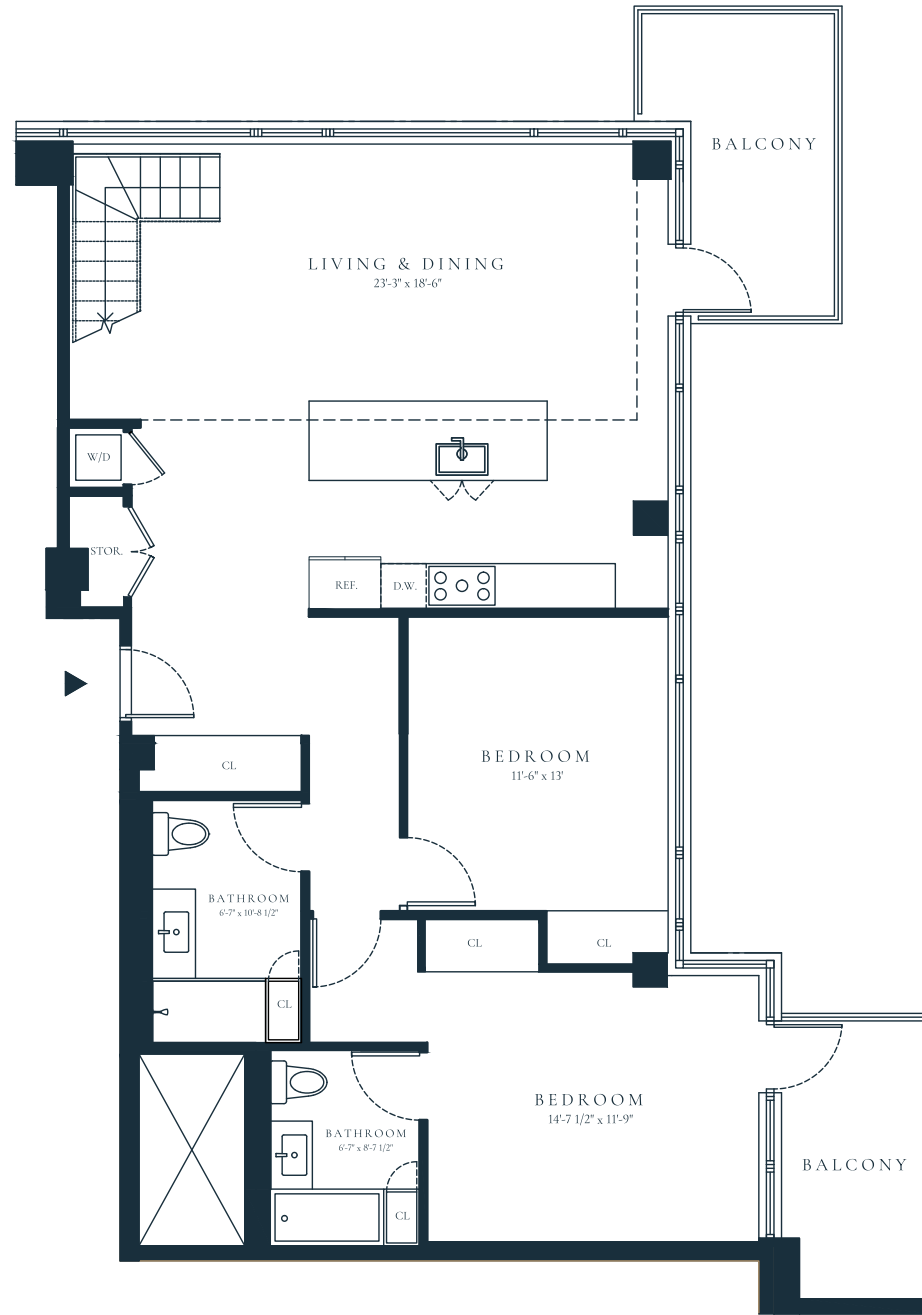 BALCONY
LIVING & DINING
23'-3" x 18'-6"
W/D
STOR.
REF.
D.W.
BEDROOM
11'-6" x 13'
CL
BATHROOM
6'-7" x 10'-8 1/2"
CL
CL
CL
BEDROOM
14'-7 1/2" x 11'-9"
BATHROOM
6'-7" x 8'-7 1/2"
BALCONY
CL